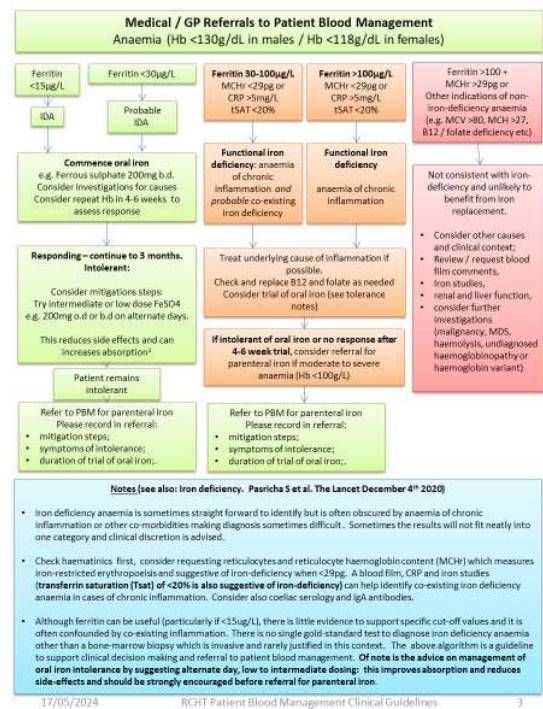 Medical / GP Referrals to Patient Blood Management
Anaemia (Hb <130g/dL in males / Hb <118g/dL in females)
Ferritin
<15µg/L
Ferritin <30µg/L
IDA
Probable
IDA
Commence oral iron
e.g. Ferrous sulphate 200mg b.d.
Consider investigations for causes
Consider repeat Hb in 4-6 weeks to
assess response
Responding – continue to 3 months.
Intolerant:
Consider mitigations steps:
Try intermediate or low dose FeSO4
e.g. 200mg o.d or b.d on alternate days.
This reduces side effects and can
increases absorption¹
Patient remains
intolerant
Refer to PBM for parenteral iron
Please record in referral:
• mitigation steps;
• symptoms of intolerance;
• duration of trial of oral iron;.
Ferritin 30-100µg/L
MCHr <29pg or
CRP >5mg/L
tSAT <20%
Ferritin >100µg/L
MCHr <29pg or
CRP >5mg/L
tSAT <20%
Functional iron
deficiency: anaemia
of chronic
inflammation and
probable co-existing
iron deficiency
Functional iron
deficiency
anaemia of chronic
inflammation
Treat underlying cause of inflammation if
possible.
Check and replace B12 and folate as needed
Consider trial of oral iron (see tolerance
notes)
If intolerant of oral iron or no response after
4-6 week trial, consider referral for
parenteral iron if moderate to severe
anaemia (Hb <100g/L)
Refer to PBM for parenteral iron
Please record in referral:
• mitigation steps;
• symptoms of intolerance;
• duration of trial of oral iron;.
Ferritin >100 +
MCHr >29pg or
Other indications of non-
iron-deficiency anaemia
(e.g. MCV >80, MCH >27,
B12 / folate deficiency etc)
Not consistent with iron-
deficiency and unlikely to
benefit from iron
replacement.
• Consider other causes
and clinical context;
• Review / request blood
film comments,
• Iron studies,
• renal and liver function,
• consider further
investigations
(malignancy, MDS,
haemolysis, undiagnosed
haemoglobinopathy or
haemoglobin variant)
Notes (see also: Iron deficiency. Pasricha S et al. The Lancet December 4th 2020)
• Iron deficiency anaemia is sometimes straight forward to identify but is often obscured by anaemia of chronic
inflammation or other co-morbidities making diagnosis sometimes difficult . Sometimes the results will not fit neatly into
one category and clinical discretion is advised.
• Check haematinics first, consider requesting reticulocytes and reticulocyte haemoglobin content (MCHr) which measures
iron-restricted erythropoeisis and suggestive of iron-deficiency when <29pg. A blood film, CRP and iron studies
(transferrin saturation (Tsat) of <20% is also suggestive of iron-deficiency) can help identify co-existing iron deficiency
anaemia in cases of chronic inflammation. Consider also coeliac serology and IgA antibodies.
• Although ferritin can be useful (particularly if <15ug/L), there is little evidence to support specific cut-off values and it is
often confounded by co-existing inflammation. There is no single gold-standard test to diagnose iron deficiency anaemia
other than a bone-marrow biopsy which is invasive and rarely justified in this context. The above algorithm is a guideline
to support clinical decision making and referral to patient blood management. Of note is the advice on management of
oral iron intolerance by suggesting alternate day, low to intermediate dosing: this improves absorption and reduces
side-effects and should be strongly encouraged before referral for parenteral iron.
17/05/2024
RCHT Patient Blood Management Clinical Guidelines
3